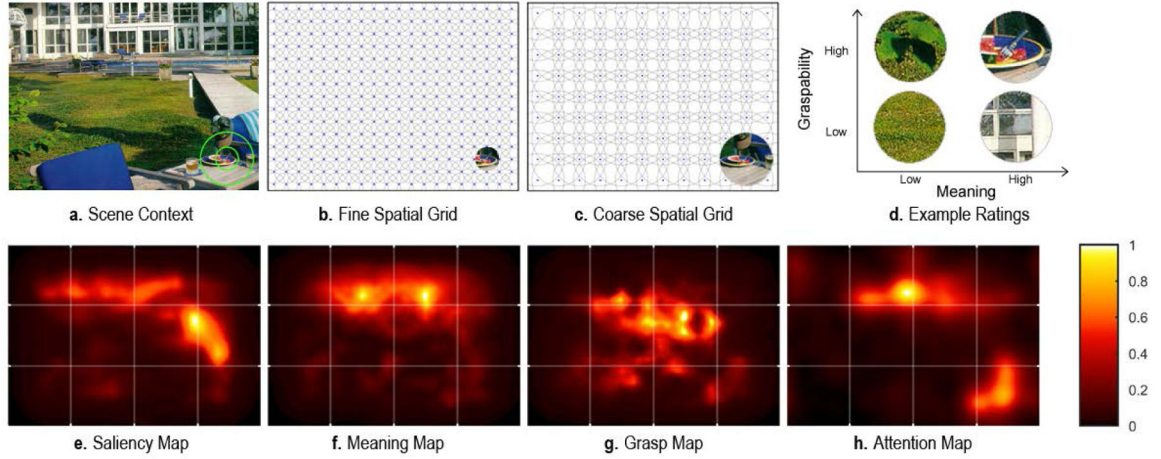 a. Scene Context
b. Fine Spatial Grid
c. Coarse Spatial Grid
Graspability
High
Low
Low
High
Meaning
d. Example Ratings
e. Saliency Map
f. Meaning Map
g. Grasp Map
h. Attention Map
1
0.8
0.6
0.4
0.2
0